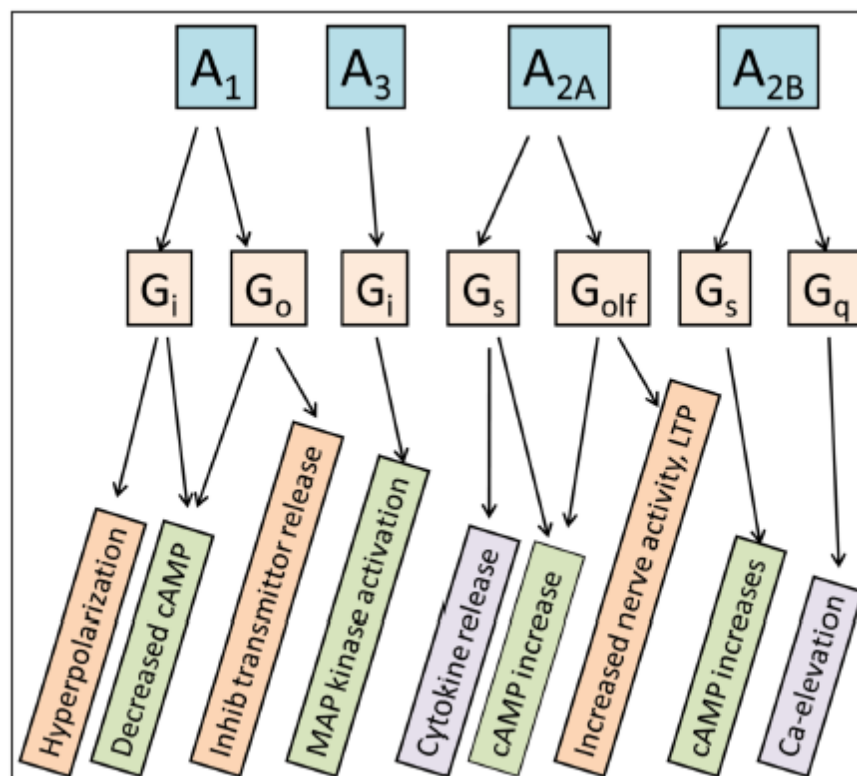 A₁
A₃
A₂A
A₂B
Gᵢ
Gₒ
Gᵢ
Gₛ
Golf
Gₛ
Gq
Hyperpolarization
Decreased cAMP
Inhib transmittor release
MAP kinase activation
Cytokine release
cAMP increase
Increased nerve activity, LTP
cAMP increases
Ca-elevation